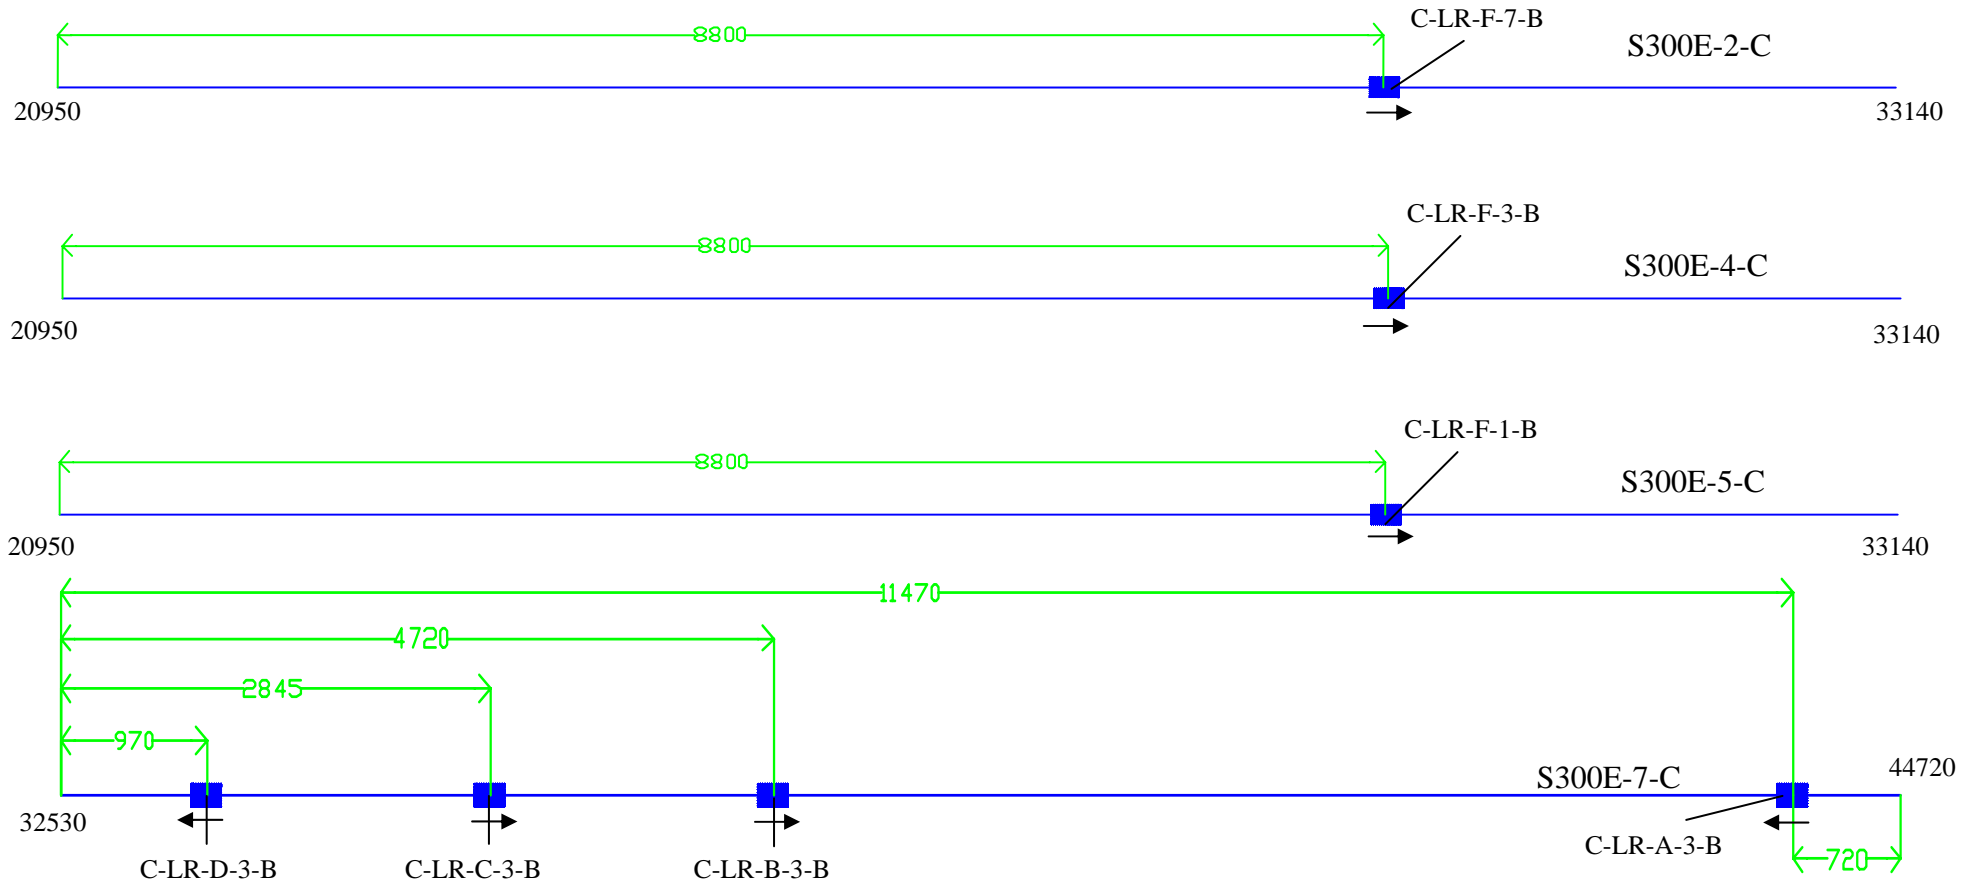 C-LR-F-7-B
8800
S300E-2-C
20950
33140
C-LR-F-3-B
8800
S300E-4-C
20950
33140
C-LR-F-1-B
8800
S300E-5-C
20950
33140
11470
4720
2845
970
S300E-7-C
44720
32530
C-LR-A-3-B
720
C-LR-D-3-B
C-LR-C-3-B
C-LR-B-3-B